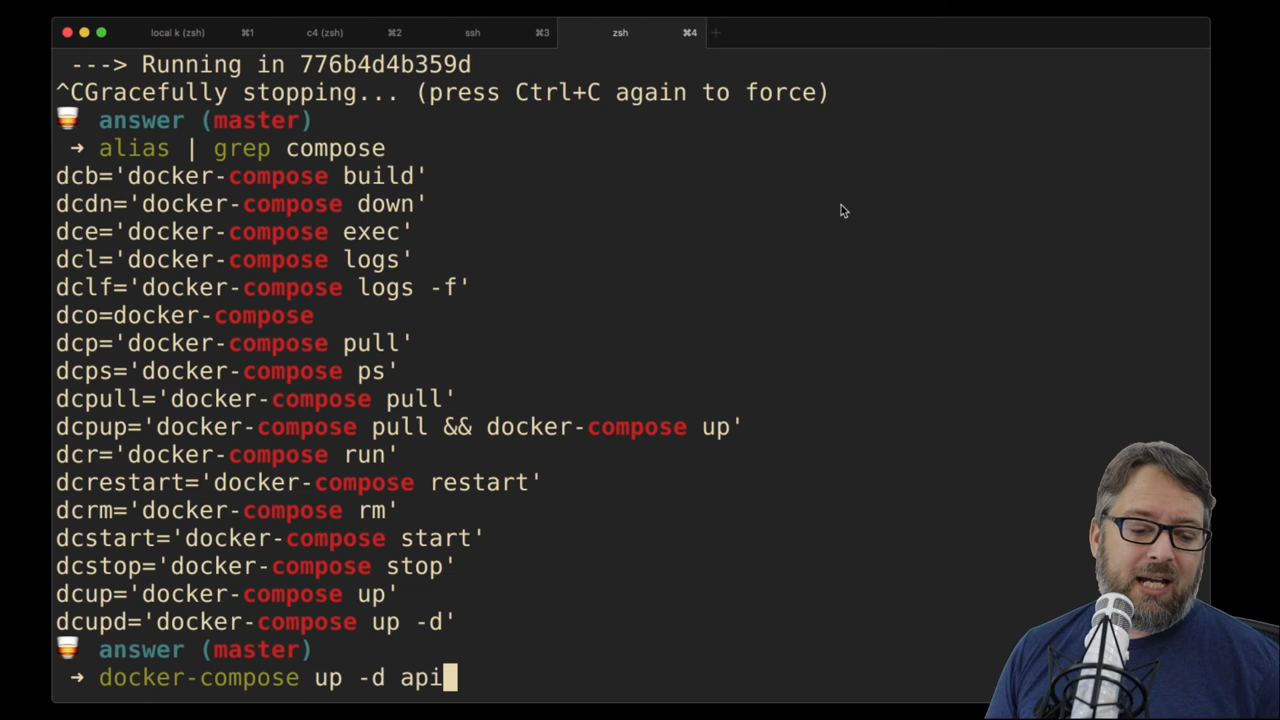 local k (zsh) ⌘1 c4 (zsh) ⌘2 ssh ⌘3 zsh ⌘4 +
---> Running in 776b4d4b359d
^CGracefully stopping... (press Ctrl+C again to force)
answer (master)
➜ alias | grep compose
dcb='docker-compose build'
dcdn='docker-compose down'
dce='docker-compose exec'
dcl='docker-compose logs'
dclf='docker-compose logs -f'
dco=docker-compose
dcp='docker-compose pull'
dcps='docker-compose ps'
dcpull='docker-compose pull'
dcpup='docker-compose pull && docker-compose up'
dcr='docker-compose run'
dcrestart='docker-compose restart'
dcrm='docker-compose rm'
dcstart='docker-compose start'
dcstop='docker-compose stop'
dcup='docker-compose up'
dcupd='docker-compose up -d'
answer (master)
➜ docker-compose up -d api